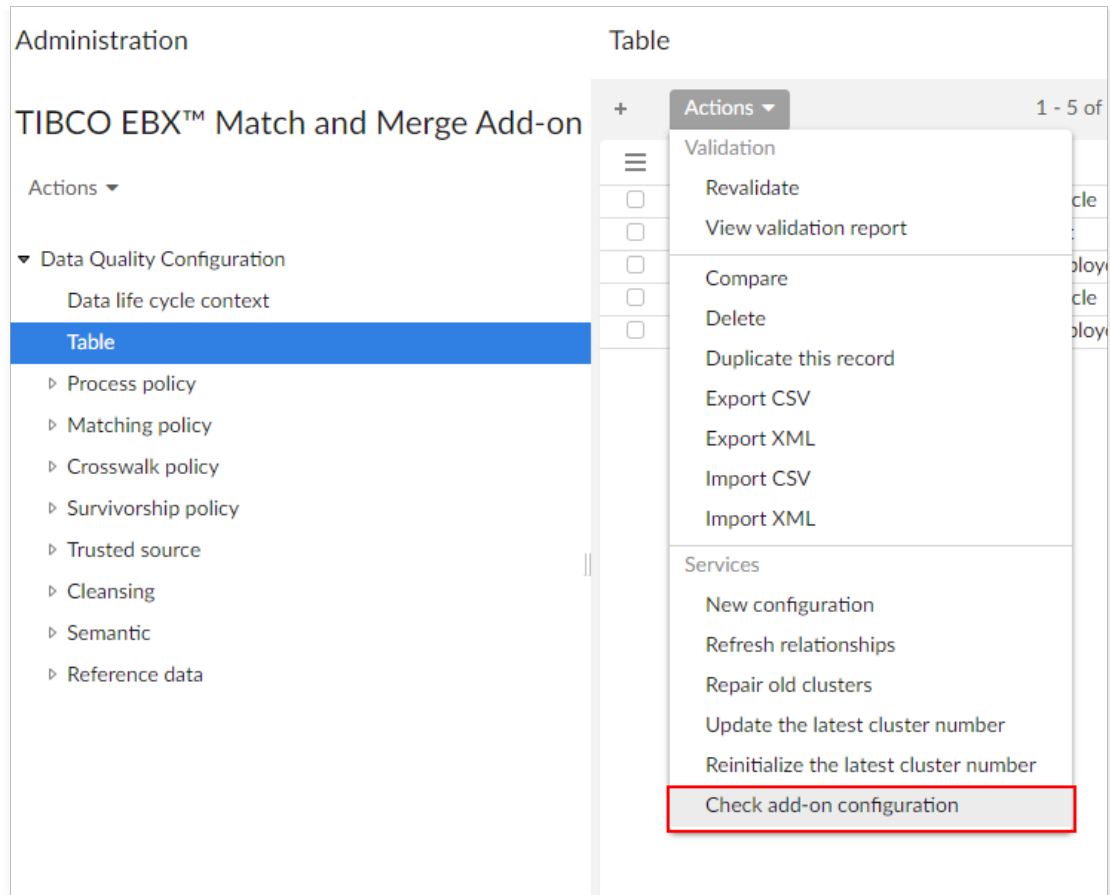 Administration
TIBCO EBX™ Match and Merge Add-on
Actions
Data Quality Configuration
Data life cycle context
Table
Process policy
Matching policy
Crosswalk policy
Survivorship policy
Trusted source
Cleansing
Semantic
Reference data
Table
+ Actions 1 - 5 of
Validation
Revalidate
View validation report
Compare
Delete
Duplicate this record
Export CSV
Export XML
Import CSV
Import XML
Services
New configuration
Refresh relationships
Repair old clusters
Update the latest cluster number
Reinitialize the latest cluster number
Check add-on configuration